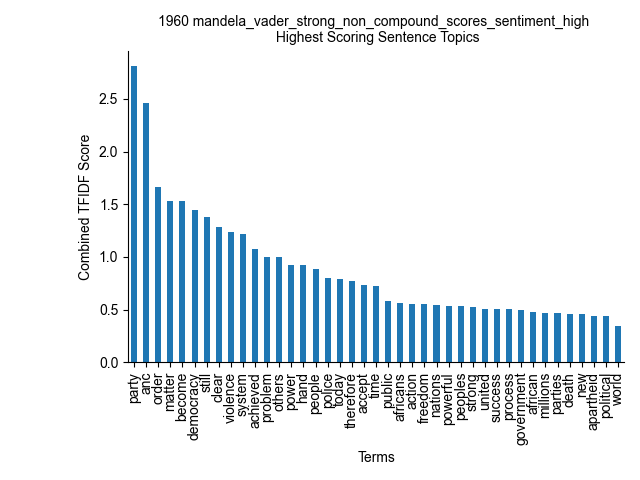 1960 mandela_vader_strong_non_compound_scores_sentiment_high
Highest Scoring Sentence Topics
Combined TFIDF Score
2.5
2.0
1.5
1.0
0.5
0.0
party
anc
order
matter
become
democracy
still
clear
violence
system
achieved
problem
others
power
hand
people
police
today
therefore
accept
time
public
africans
action
freedom
nations
powerful
peoples
strong
united
success
process
government
african
millions
parties
death
new
apartheid
political
world
Terms